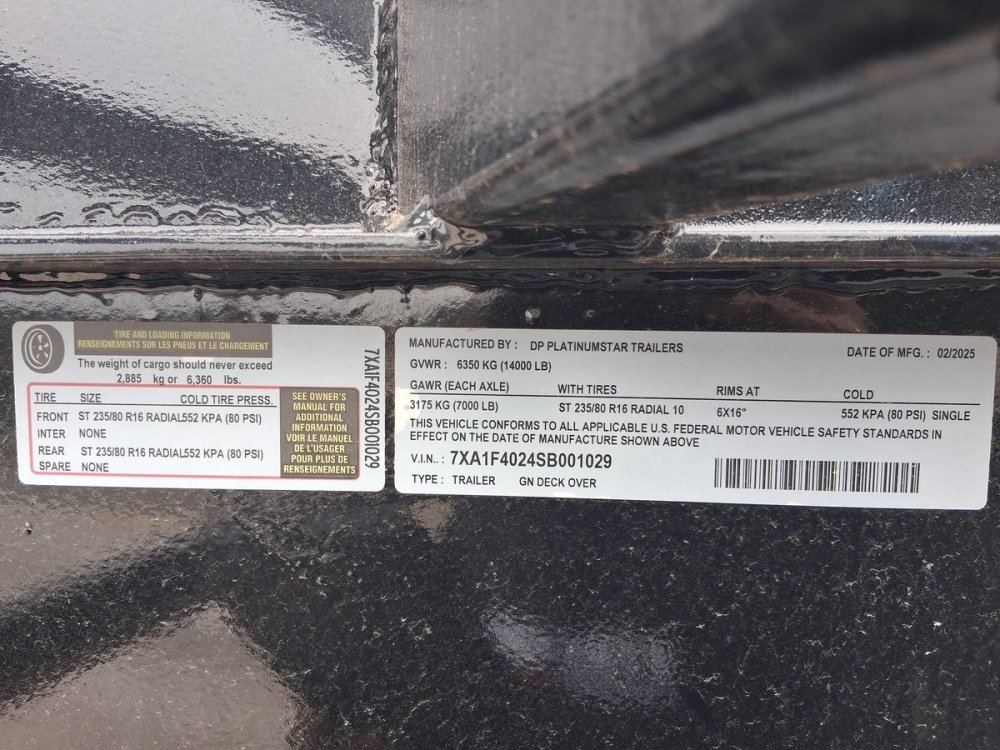 TIRE AND LOADING INFORMATION
RENSEIGNEMENTS SUR LES PNEUS ET LE CHARGEMENT
The weight of cargo should never exceed
2,885 kg or 6,360 lbs.
TIRE SIZE COLD TIRE PRESS.
FRONT ST 235/80 R16 RADIAL552 KPA (80 PSI)
INTER NONE
REAR ST 235/80 R16 RADIAL552 KPA (80 PSI)
SPARE NONE
SEE OWNER'S
MANUAL FOR
ADDITIONAL
INFORMATION
VOIR LE MANUEL
DE L'USAGER
POUR PLUS DE
RENSEIGNEMENTS
7XA1F4024SB001029
MANUFACTURED BY : DP PLATINUMSTAR TRAILERS
DATE OF MFG. : 02/2025
GVWR : 6350 KG (14000 LB)
GAWR (EACH AXLE) WITH TIRES RIMS AT COLD
3175 KG (7000 LB) ST 235/80 R16 RADIAL 10 6X16" 552 KPA (80 PSI) SINGLE
THIS VEHICLE CONFORMS TO ALL APPLICABLE U.S. FEDERAL MOTOR VEHICLE SAFETY STANDARDS IN
EFFECT ON THE DATE OF MANUFACTURE SHOWN ABOVE
V.I.N.. : 7XA1F4024SB001029
TYPE : TRAILER GN DECK OVER